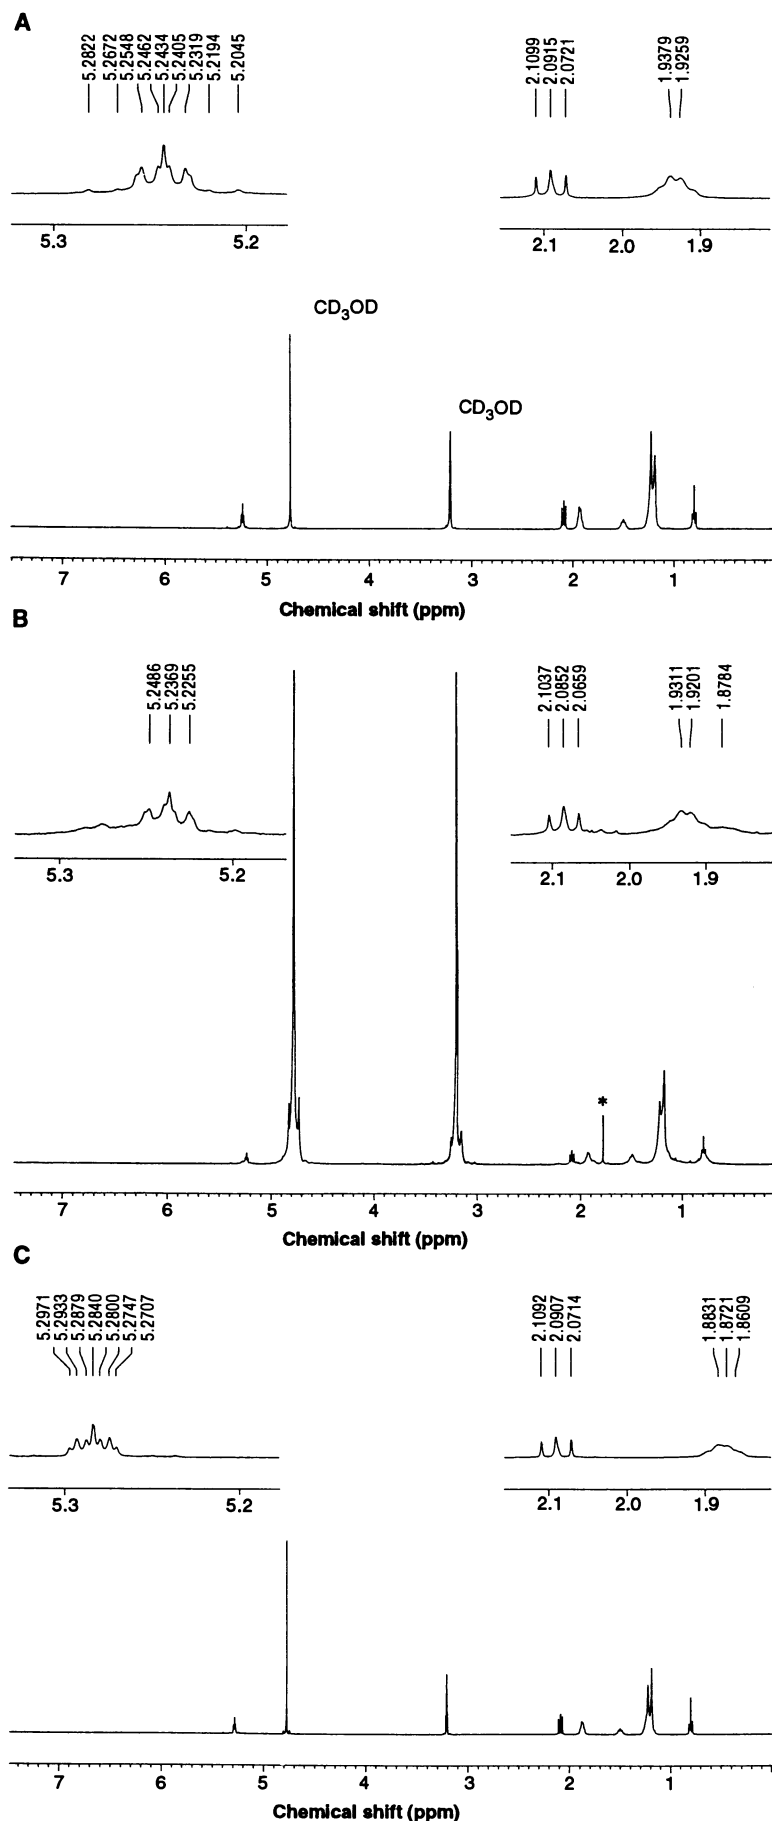 A
5.2822
5.2672
5.2548
5.2462
5.2434
5.2405
5.2319
5.2194
5.2045
2.1099
2.0915
2.0721
1.9379
1.9259
5.3 5.2
2.1 2.0 1.9
CD3OD
CD3OD
7 6 5 4 3 2 1
Chemical shift (ppm)
B
5.2486
5.2369
5.2255
2.1037
2.0852
2.0659
1.9311
1.9201
1.8784
5.3 5.2
2.1 2.0 1.9
*
7 6 5 4 3 2 1
Chemical shift (ppm)
C
5.2971
5.2933
5.2879
5.2840
5.2800
5.2747
5.2707
2.1092
2.0907
2.0714
1.8831
1.8721
1.8609
5.3 5.2
2.1 2.0 1.9
7 6 5 4 3 2 1
Chemical shift (ppm)